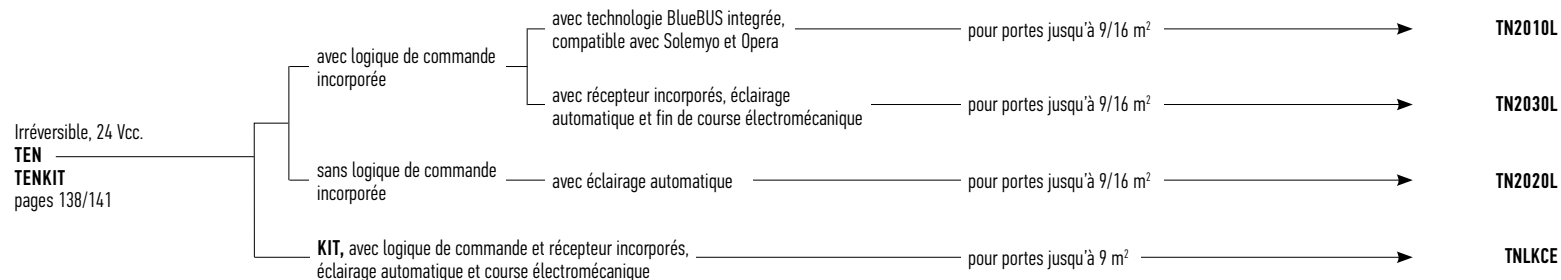 Irréversible, 24 Vcc.
TEN
TENKIT
pages 138/141
avec logique de commande
incorporée
avec technologie BlueBUS integrée,
compatible avec Solemyo et Opera
pour portes jusqu'à 9/16 m²
TN2010L
avec récepteur incorporés, éclairage
automatique et fin de course électromécanique
pour portes jusqu'à 9/16 m²
TN2030L
sans logique de commande
incorporée
avec éclairage automatique
pour portes jusqu'à 9/16 m²
TN2020L
KIT, avec logique de commande et récepteur incorporés,
éclairage automatique et course électromécanique
pour portes jusqu'à 9 m²
TNLKCE